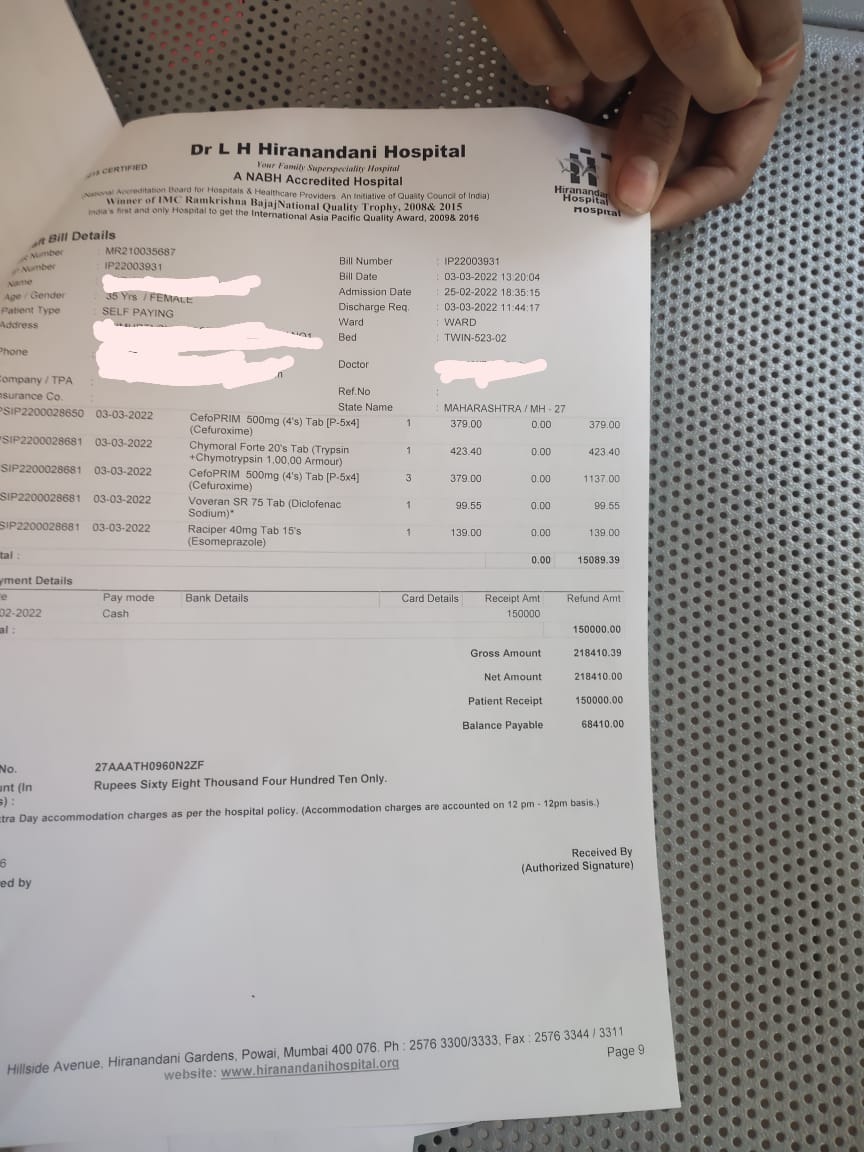 Dr L H Hiranandani Hospital
Your Family Superspeciality Hospital
CERTIFIED
A NABH Accredited Hospital
(National Accreditation Board for Hospitals & Healthcare Providers. An Initiative of Quality Council of India)
Winner of IMC Ramkrishna BajajNational Quality Trophy, 2008& 2015
India's first and only Hospital to get the International Asia Pacific Quality Award, 2009& 2016
Hiranandani
Hospital
HOSPITAL
aft Bill Details
Number : MR210035687
Number : IP22003931
Name
Age / Gender : 35 Yrs / FEMALE
Patient Type : SELF PAYING
Address
Phone
Company / TPA :
nsurance Co. :
Bill Number : IP22003931
Bill Date : 03-03-2022 13:20:04
Admission Date : 25-02-2022 18:35:15
Discharge Req. : 03-03-2022 11:44:17
Ward : WARD
Bed : TWIN-523-02
Doctor
Ref.No :
State Name : MAHARASHTRA / MH - 27
PSIP2200028650 03-03-2022 CefoPRIM 500mg (4's) Tab [P-5x4] 1 379.00 0.00 379.00
(Cefuroxime)
SIP2200028681 03-03-2022 Chymoral Forte 20's Tab (Trypsin 1 423.40 0.00 423.40
+Chymotrypsin 1,00,00 Armour)
SIP2200028681 03-03-2022 CefoPRIM 500mg (4's) Tab [P-5x4] 3 379.00 0.00 1137.00
(Cefuroxime)
SIP2200028681 03-03-2022 Voveran SR 75 Tab (Diclofenac 1 99.55 0.00 99.55
Sodium)*
SIP2200028681 03-03-2022 Raciper 40mg Tab 15's 1 139.00 0.00 139.00
(Esomeprazole)
tal : 0.00 15089.39
yment Details
e Pay mode Bank Details Card Details Receipt Amt Refund Amt
02-2022 Cash 150000
al : 150000.00
Gross Amount 218410.39
Net Amount 218410.00
Patient Receipt 150000.00
Balance Payable 68410.00
No. 27AAATH0960N2ZF
unt (In Rupees Sixty Eight Thousand Four Hundred Ten Only.
s) :
tra Day accommodation charges as per the hospital policy. (Accommodation charges are accounted on 12 pm - 12pm basis.)
6
ed by
Received By
(Authorized Signature)
Hillside Avenue, Hiranandani Gardens, Powai, Mumbai 400 076. Ph : 2576 3300/3333, Fax : 2576 3344 / 3311
website: www.hiranandanihospital.org
Page 9